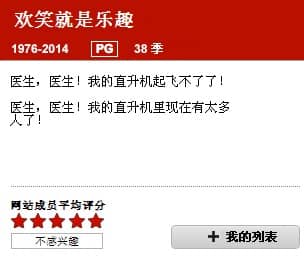 欢笑就是乐趣
1976-2014 PG 38 季
医生，医生！我的直升机起飞不了了！
医生，医生！我的直升机里现在有太多
人了！
网站成员平均评分
不感兴趣
+ 我的列表